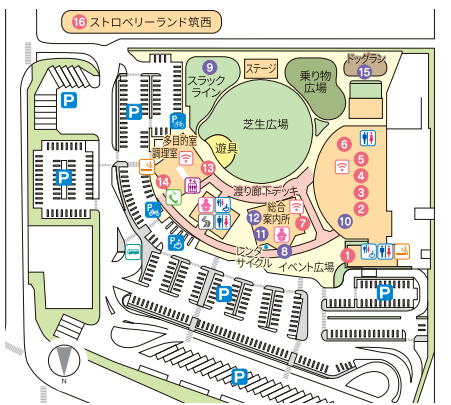 16 ストロベリーランド筑西
P
P
P
9
スラック
ライン
ステージ
乗り物
広場
ドッグラン
15
芝生広場
遊具
多目的室
調理室
13
14
6
5
4
3
2
10
渡り廊下デッキ
総合
案内所
12
11
7
8
レンタ
サイクル
イベント広場
1
P
P
P
P
P
P
N